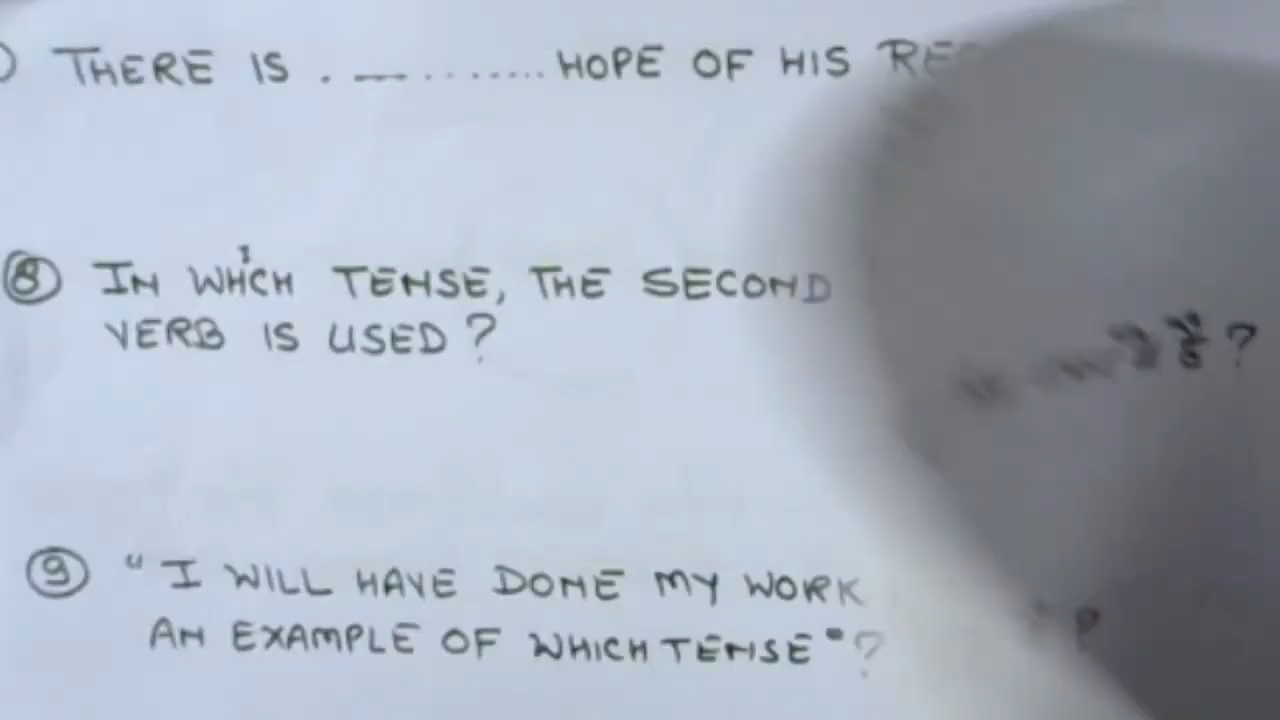 ) THERE IS . __ ........ HOPE OF HIS
⑧ IN WHICH TENSE, THE SECOND
VERB IS USED?
⑨ "I WILL HAVE DONE MY WORK
AN EXAMPLE OF WHICH TENSE"?